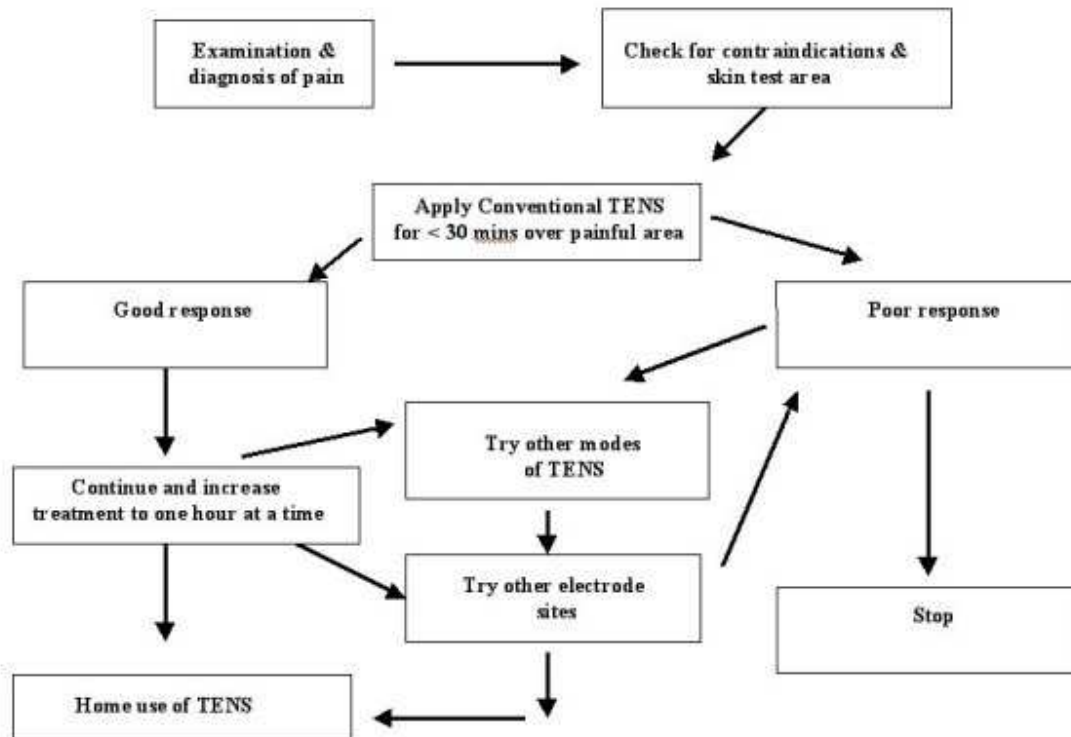 Examination &
diagnosis of pain
Check for contraindications &
skin test area
Apply Conventional TENS
for < 30 mins over painful area
Good response
Poor response
Try other modes
of TENS
Continue and increase
treatment to one hour at a time
Try other electrode
sites
Stop
Home use of TENS